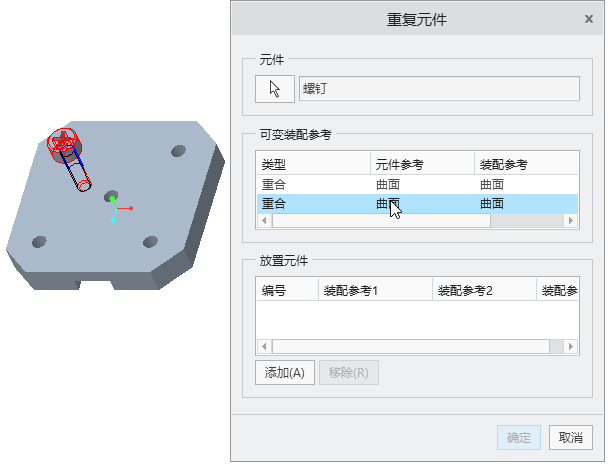 重复元件
元件
螺钉
可变装配参考
类型 元件参考 装配参考
重合 曲面 曲面
重合 曲面 曲面
放置元件
编号 装配参考1 装配参考2 装配参
添加(A) 移除(R)
确定 取消